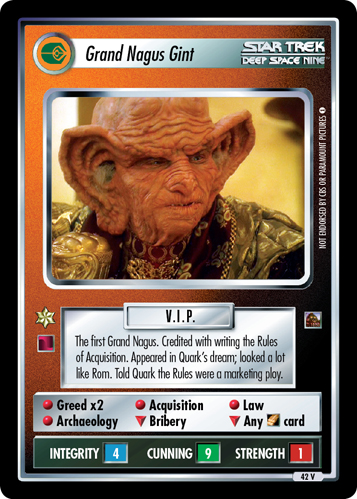 Grand Nagus Gint
STAR TREK
DEEP SPACE NINE
NOT ENDORSED BY CBS OR PARAMOUNT PICTURES
V.I.P.
The first Grand Nagus. Credited with writing the Rules
of Acquisition. Appeared in Quark's dream; looked a lot
like Rom. Told Quark the Rules were a marketing ploy.
Greed x2 Acquisition Law
Archaeology Bribery Any card
INTEGRITY 4 CUNNING 9 STRENGTH 1
42 V